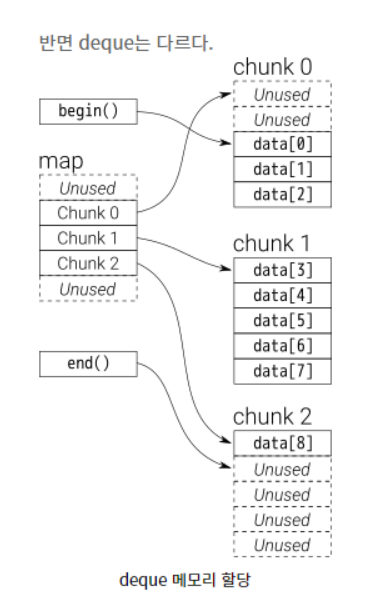 반면 deque는 다르다.
chunk 0
Unused
Unused
data[0]
data[1]
data[2]
begin()
map
Unused
Chunk 0
Chunk 1
Chunk 2
Unused
chunk 1
data[3]
data[4]
data[5]
data[6]
data[7]
end()
chunk 2
data[8]
Unused
Unused
Unused
Unused
deque 메모리 할당